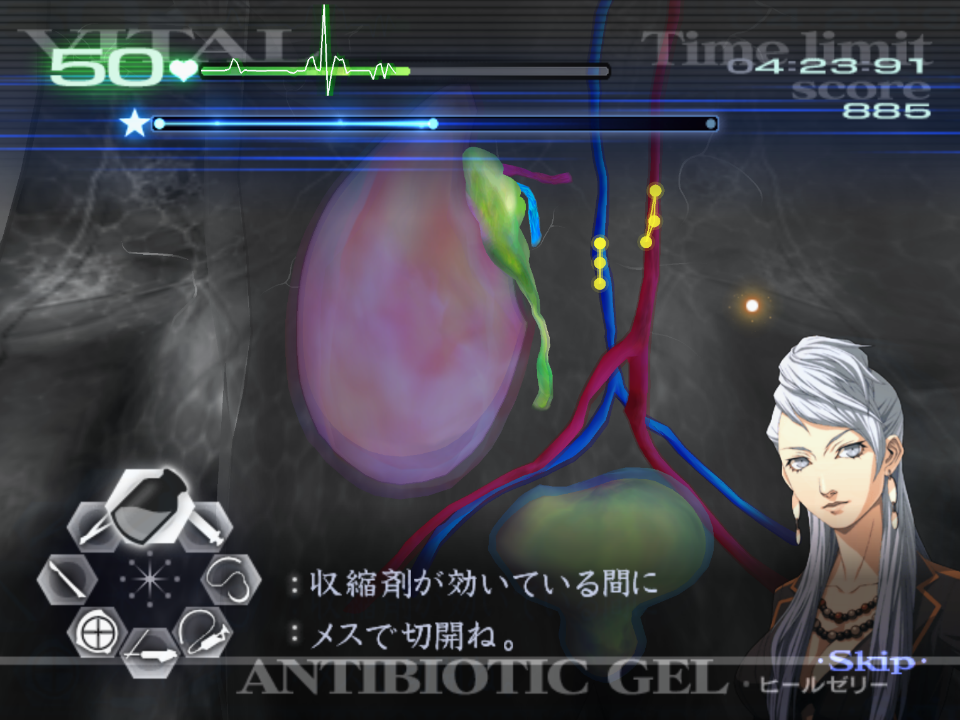 VITAL
50
Time limit
04:23:91
score
885
：収縮剤が効いている間に
：メスで切開ね。
Skip
ANTIBIOTIC GEL
・ヒールゼリー